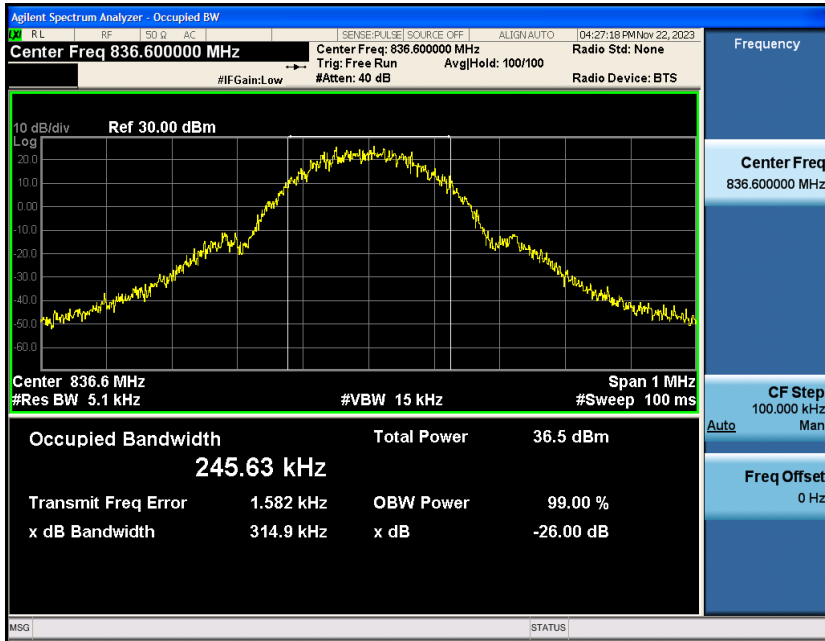 Agilent Spectrum Analyzer - Occupied BW
LXI RL RF 50 Ω AC SENSE:PULSE SOURCE OFF ALIGN AUTO 04:27:18 PM Nov 22, 2023
Center Freq 836.600000 MHz
Center Freq: 836.600000 MHz
Radio Std: None
Trig: Free Run Avg|Hold: 100/100
#IFGain:Low
#Atten: 40 dB
Radio Device: BTS
10 dB/div Ref 30.00 dBm
Log
20.0
10.0
0.00
-10.0
-20.0
-30.0
-40.0
-50.0
-60.0
Center 836.6 MHz Span 1 MHz
#Res BW 5.1 kHz #VBW 15 kHz #Sweep 100 ms
Occupied Bandwidth Total Power 36.5 dBm
245.63 kHz
Transmit Freq Error 1.582 kHz OBW Power 99.00 %
x dB Bandwidth 314.9 kHz x dB -26.00 dB
MSG STATUS
Frequency
Center Freq
836.600000 MHz
CF Step
100.000 kHz
Auto Man
Freq Offset
0 Hz